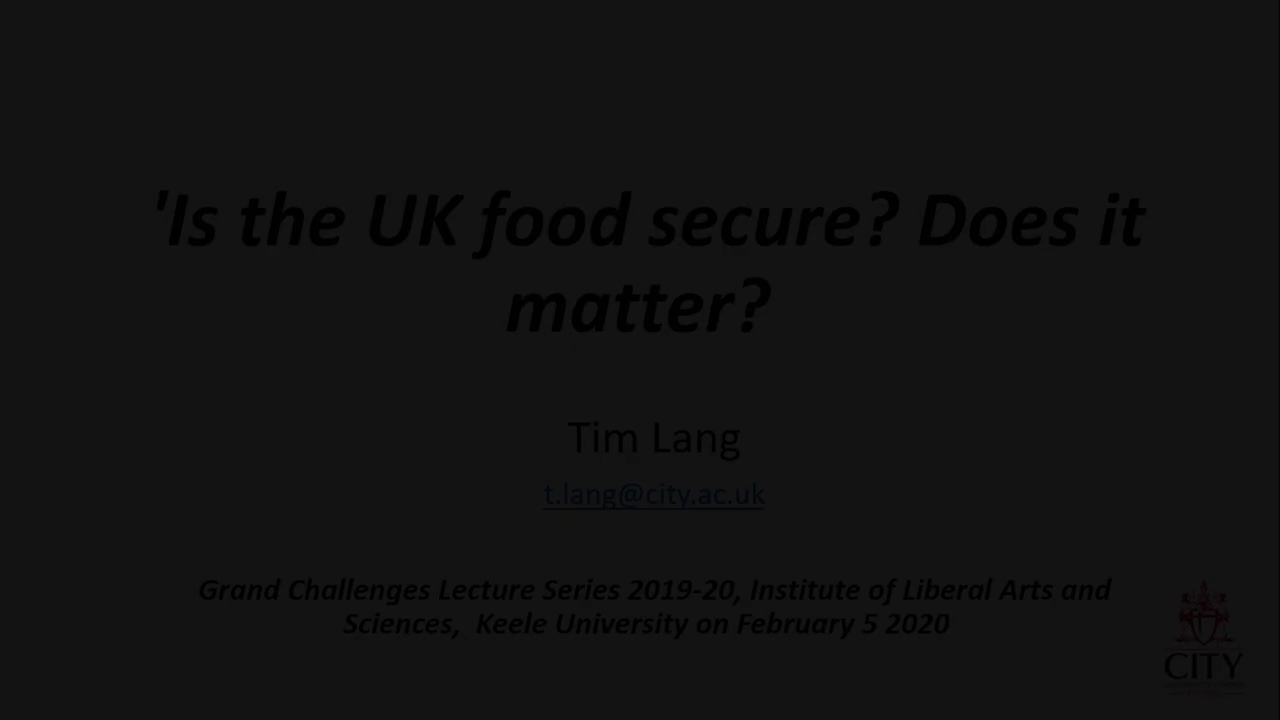 'Is the UK food secure? Does it
matter?
Tim Lang
t.lang@city.ac.uk
Grand Challenges Lecture Series 2019-20, Institute of Liberal Arts and
Sciences, Keele University on February 5 2020
CITY